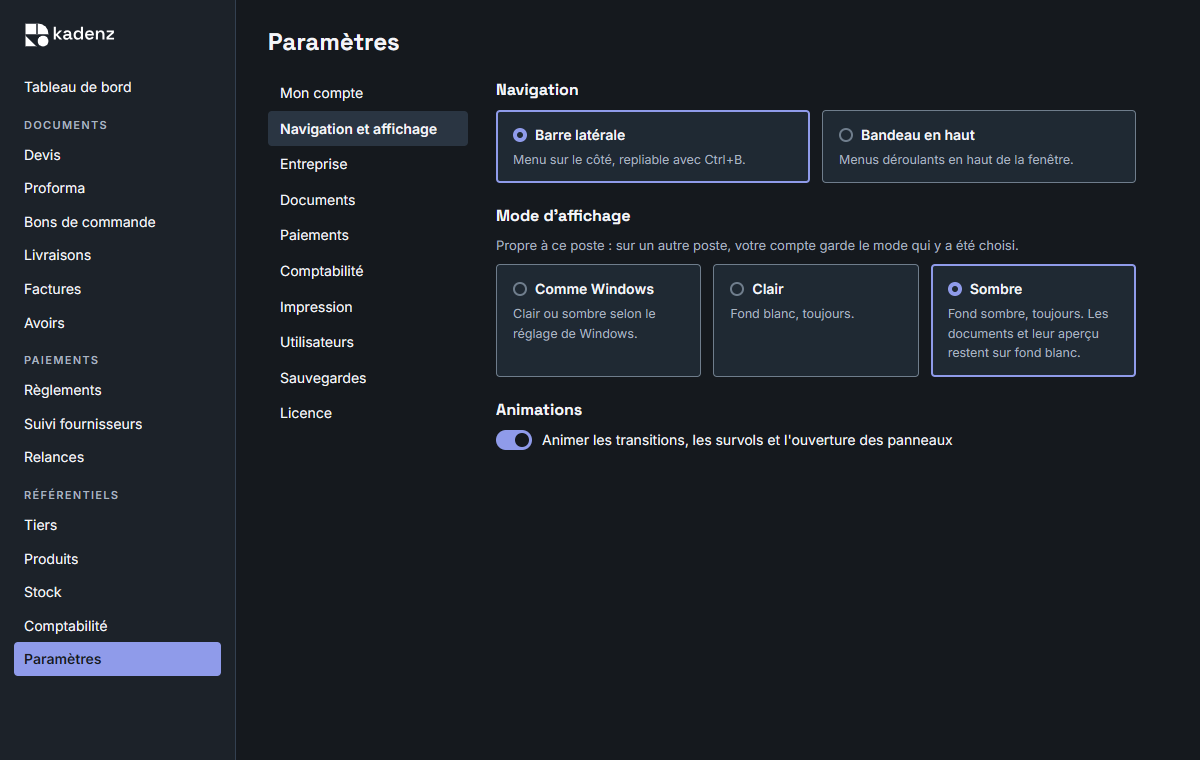 kadenz
Tableau de bord
DOCUMENTS
Devis
Proforma
Bons de commande
Livraisons
Factures
Avoirs
PAIEMENTS
Règlements
Suivi fournisseurs
Relances
RÉFÉRENTIELS
Tiers
Produits
Stock
Comptabilité
Paramètres
Paramètres
Mon compte
Navigation et affichage
Entreprise
Documents
Paiements
Comptabilité
Impression
Utilisateurs
Sauvegardes
Licence
Navigation
Barre latérale
Menu sur le côté, repliable avec Ctrl+B.
Bandeau en haut
Menus déroulants en haut de la fenêtre.
Mode d’affichage
Propre à ce poste : sur un autre poste, votre compte garde le mode qui y a été choisi.
Comme Windows
Clair ou sombre selon le
réglage de Windows.
Clair
Fond blanc, toujours.
Sombre
Fond sombre, toujours. Les
documents et leur aperçu
restent sur fond blanc.
Animations
Animer les transitions, les survols et l'ouverture des panneaux